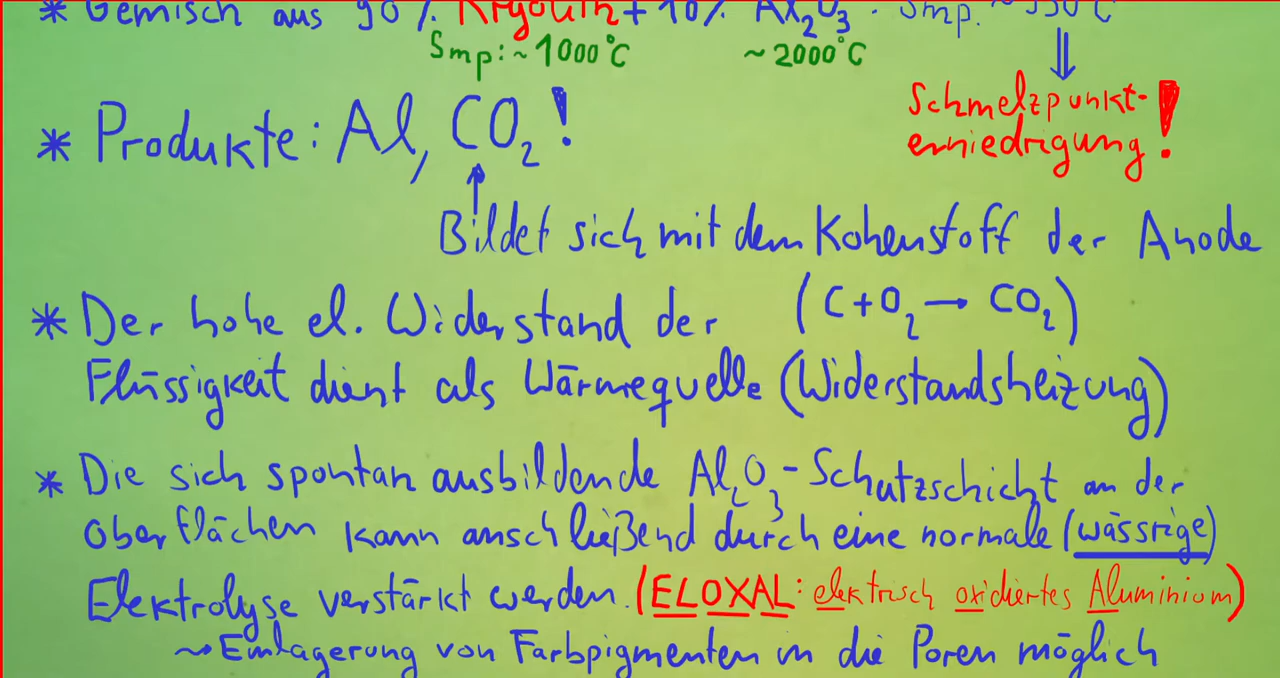 * Gemisch aus 90% Kryolith + 10% Al₂O₃ · Smp. ~ 950°C
Smp: ~1000°C ~2000°C
⇓
Schmelzpunkt-
erniedrigung!
* Produkte: Al, CO₂!
↑
Bildet sich mit dem Kohenstoff der Anode
(C + O₂ → CO₂)
* Der hohe el. Widerstand der
Flüssigkeit dient als Wärmequelle (Widerstandsheizung)
* Die sich spontan ausbildende Al₂O₃-Schutzschicht an der
Oberflächen kann anschließend durch eine normale (wässrige)
Elektrolyse verstärkt werden. (ELOXAL: elektrisch oxidiertes Aluminium)
⤳ Einlagerung von Farbpigmenten in die Poren möglich